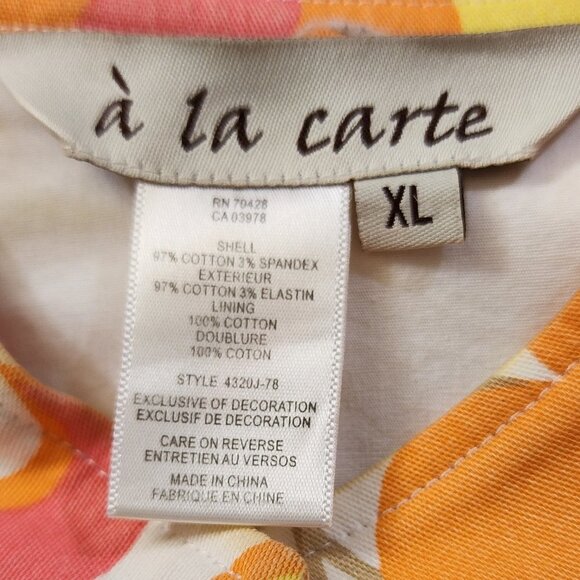 à la carte
XL
RN 70428
CA 03978
SHELL
97% COTTON 3% SPANDEX
EXTERIEUR
97% COTTON 3% ELASTIN
LINING
100% COTTON
DOUBLURE
100% COTON
STYLE 4320J-78
EXCLUSIVE OF DECORATION
EXCLUSIF DE DECORATION
CARE ON REVERSE
ENTRETIEN AU VERSOS
MADE IN CHINA
FABRIQUE EN CHINE